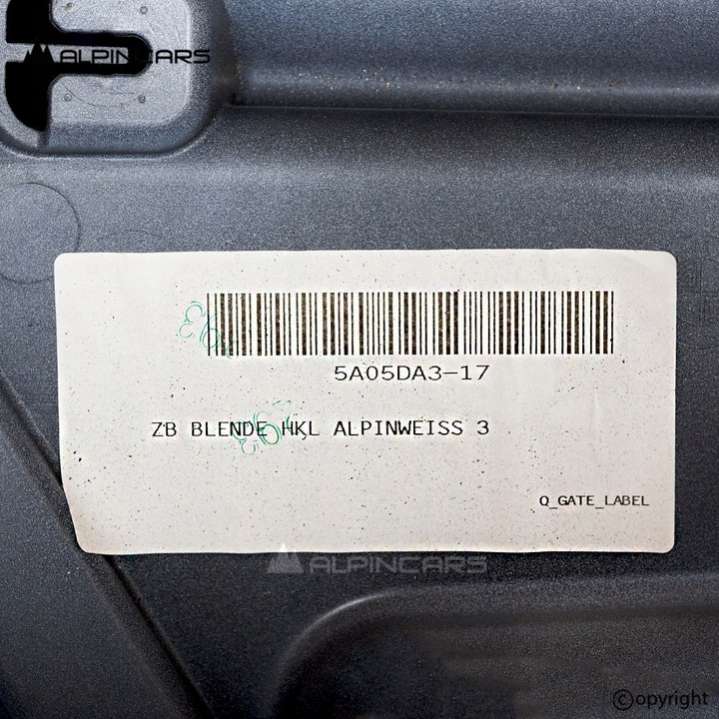 ALPINCARS
5A05DA3-17
ZB BLENDE HKL ALPINWEISS 3
Q_GATE_LABEL
ALPINCARS
©opyright